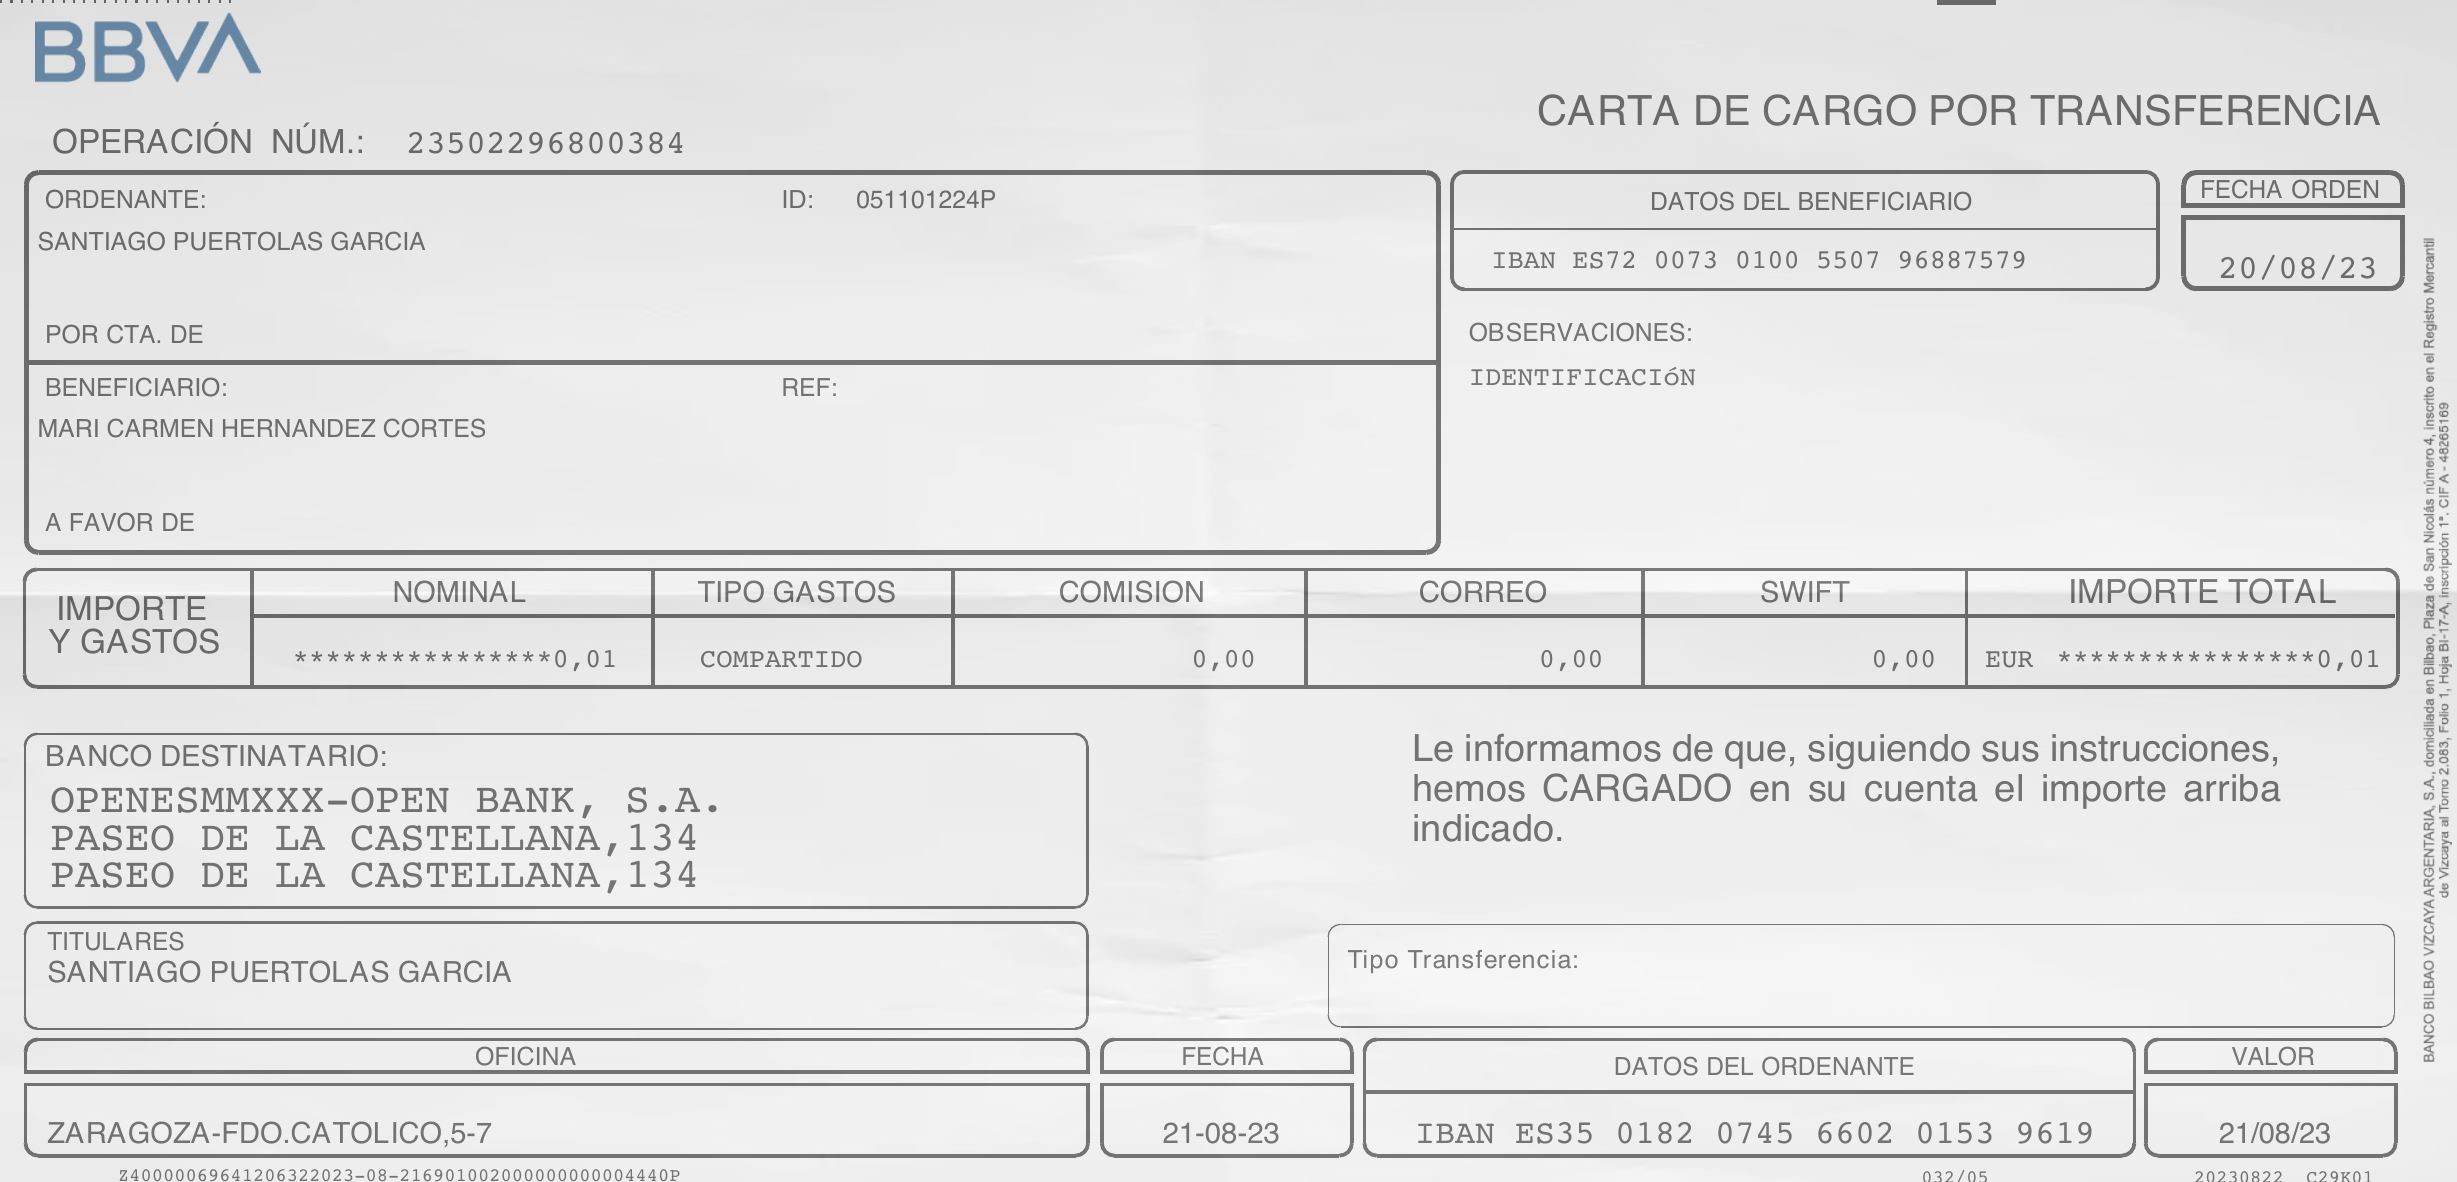 BBVA
CARTA DE CARGO POR TRANSFERENCIA
OPERACIÓN NÚM.: 23502296800384
ORDENANTE: ID: 051101224P
SANTIAGO PUERTOLAS GARCIA
POR CTA. DE
BENEFICIARIO: REF:
MARI CARMEN HERNANDEZ CORTES
A FAVOR DE
DATOS DEL BENEFICIARIO
IBAN ES72 0073 0100 5507 96887579
FECHA ORDEN
20/08/23
OBSERVACIONES:
IDENTIFICACIóN
IMPORTE Y GASTOS
NOMINAL TIPO GASTOS COMISION CORREO SWIFT IMPORTE TOTAL
****************0,01 COMPARTIDO 0,00 0,00 0,00 EUR ****************0,01
BANCO DESTINATARIO:
OPENESMMXXX-OPEN BANK, S.A.
PASEO DE LA CASTELLANA,134
PASEO DE LA CASTELLANA,134
Le informamos de que, siguiendo sus instrucciones,
hemos CARGADO en su cuenta el importe arriba
indicado.
TITULARES
SANTIAGO PUERTOLAS GARCIA
Tipo Transferencia:
OFICINA
ZARAGOZA-FDO.CATOLICO,5-7
FECHA
21-08-23
DATOS DEL ORDENANTE
IBAN ES35 0182 0745 6602 0153 9619
VALOR
21/08/23
Z40000069641206322023-08-2169010020000000000004440P 032/05 20230822 C29K01
BANCO BILBAO VIZCAYA ARGENTARIA, S.A., domiciliada en Bilbao, Plaza de San Nicolás número 4, inscrito en el Registro Mercantil
de Vizcaya al Tomo 2.083, Folio 1, Hoja BI-17-A, inscripción 1ª. CIF A - 48265169